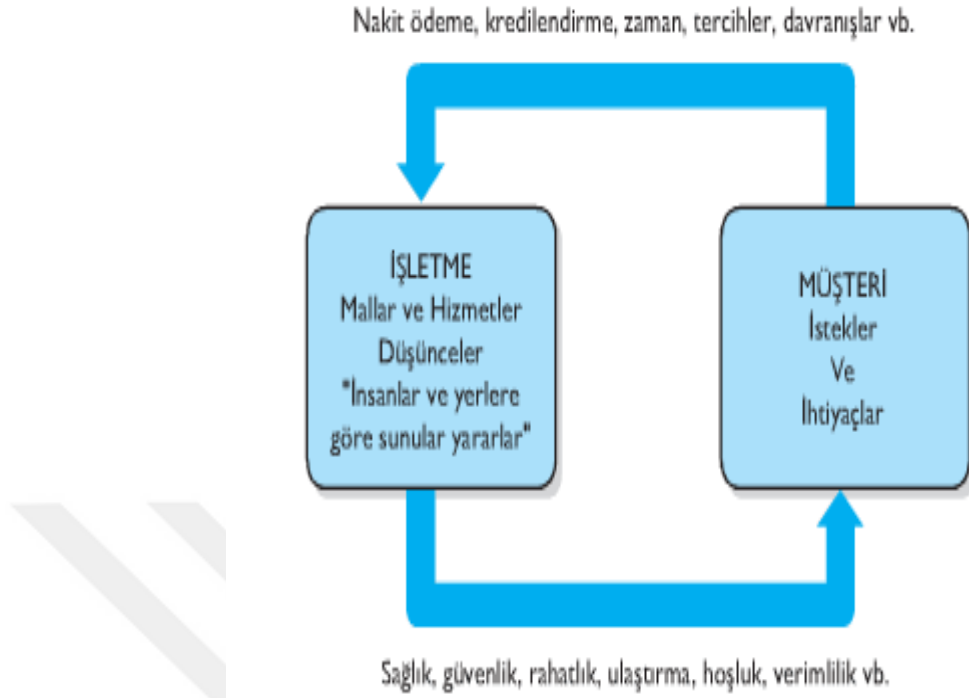 Nakit ödeme, kredilendirme, zaman, tercihler, davranışlar vb.
İŞLETME
Mallar ve Hizmetler
Düşünceler
"İnsanlar ve yerlere
göre sunular yararlar"
MÜŞTERİ
İstekler
Ve
İhtiyaçlar
Sağlık, güvenlik, rahatlık, ulaştırma, hoşluk, verimlilik vb.